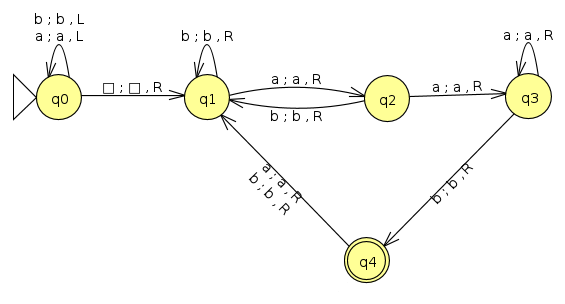 b ; b , L
a ; a , L
q0
□ ; □ , R
b ; b , R
q1
a ; a , R
b ; b , R
q2
a ; a , R
a ; a , R
q3
b ; b , R
a ; a , R
b ; b , R
q4